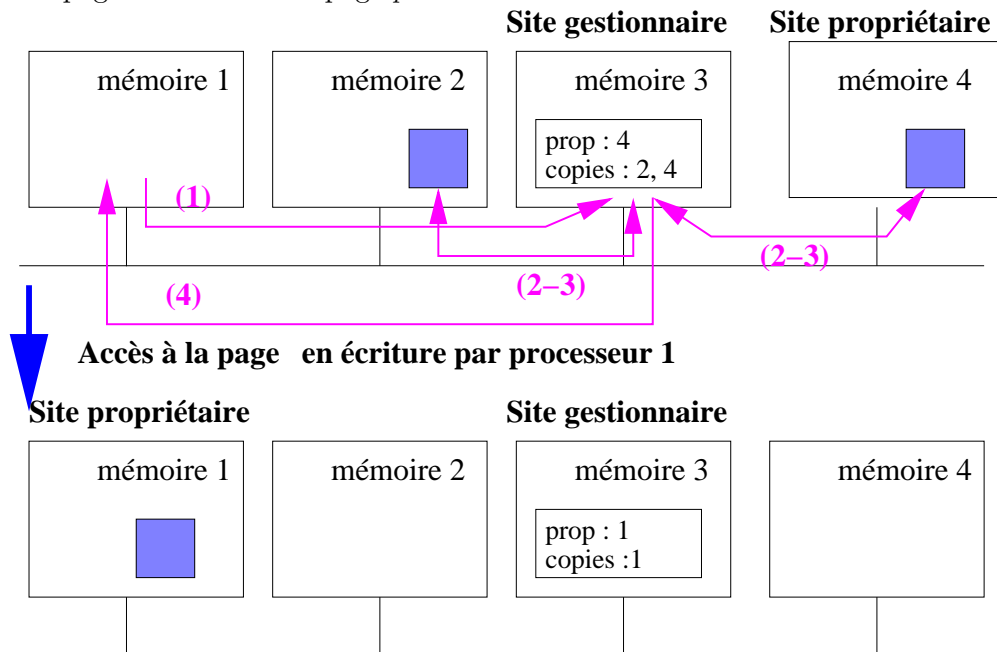 Site gestionnaire Site propriétaire
mémoire 1 mémoire 2 mémoire 3 mémoire 4
prop : 4
copies : 2, 4
(1)
(2–3)
(4) (2–3)
Accès à la page en écriture par processeur 1
Site propriétaire Site gestionnaire
mémoire 1 mémoire 2 mémoire 3 mémoire 4
prop : 1
copies :1